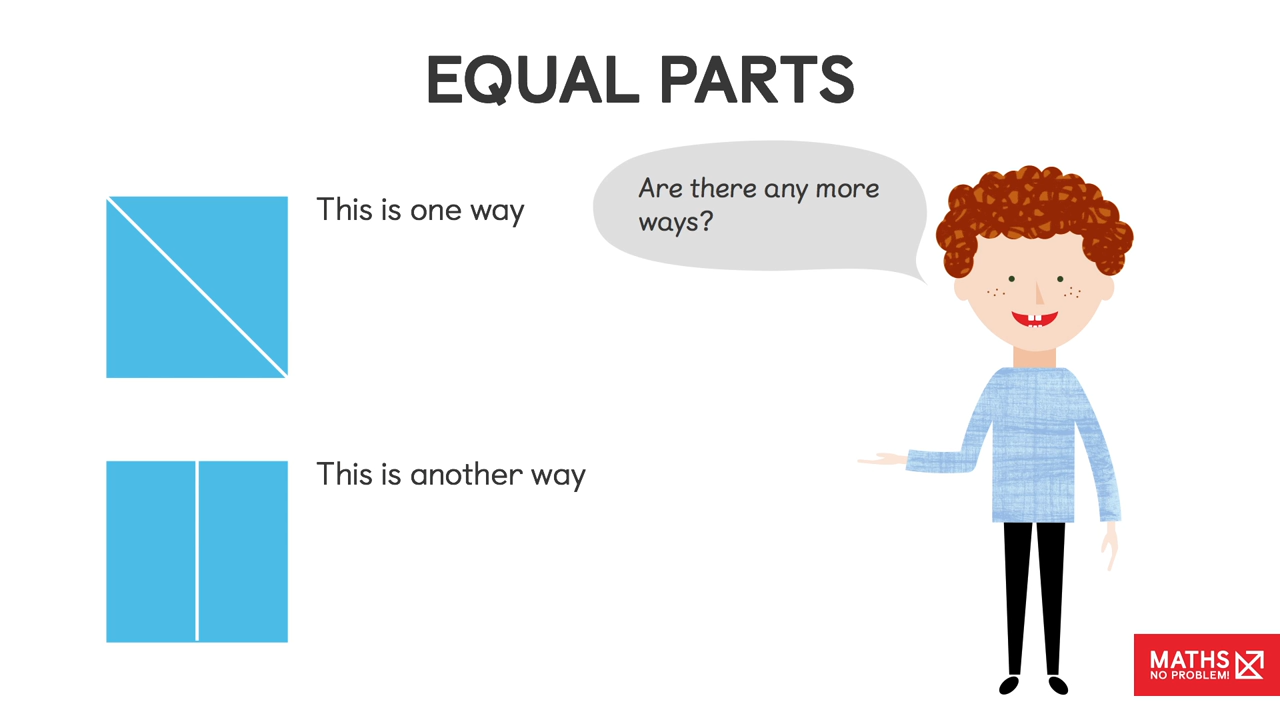 EQUAL PARTS
This is one way
Are there any more
ways?
This is another way
MATHS
NO PROBLEM!